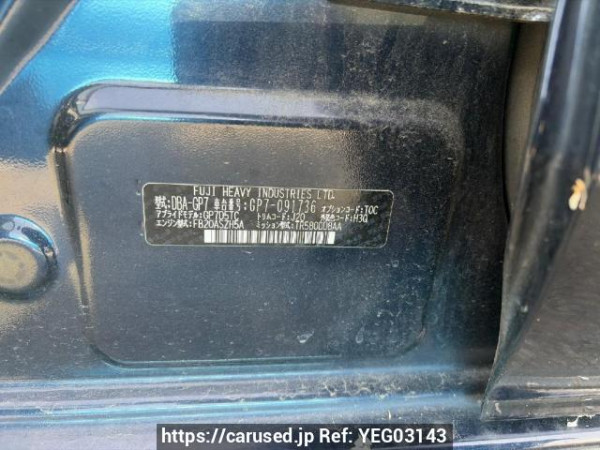 FUJI HEAVY INDUSTRIES LTD.
型式:DBA-GP7 車台番号:GP7-091736 オプションコード:TOC
アプライドモデル:GP7D5TC トリムコード:J20 外装色コード:H3Q
エンジン型式:FB20ASZH5A ミッション型式:TR580CDBAA
https://carused.jp Ref: YEG03143